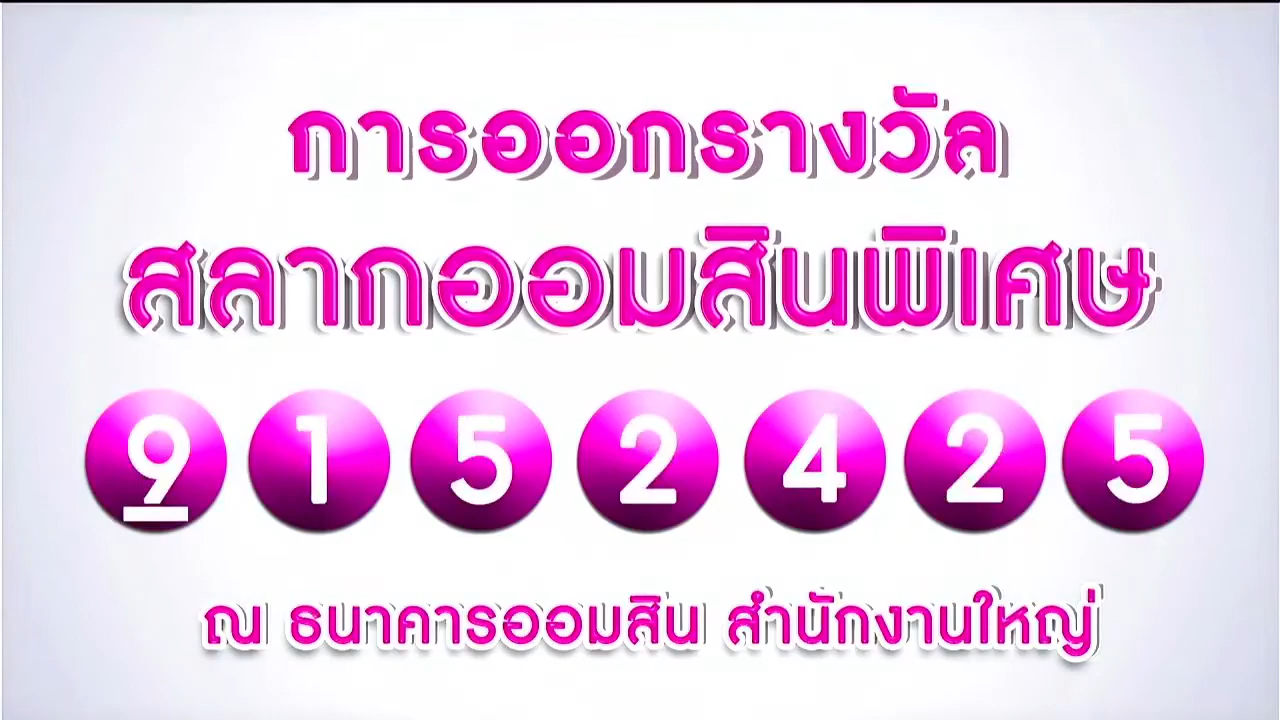 การออกรางวัล
สลากออมสินพิเศษ
9 1 5 2 4 2 5
ณ ธนาคารออมสิน สำนักงานใหญ่